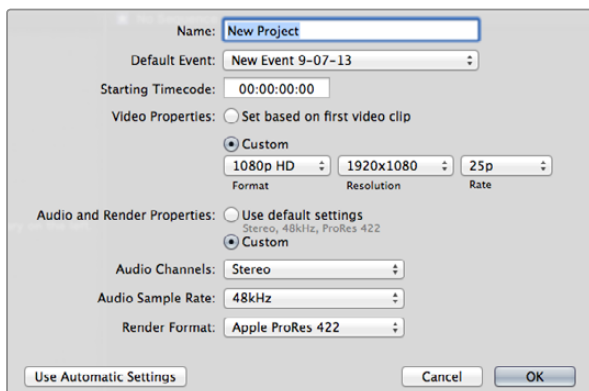 Name: New Project
Default Event: New Event 9-07-13
Starting Timecode: 00:00:00:00
Video Properties: Set based on first video clip
Custom
1080p HD 1920x1080 25p
Format Resolution Rate
Audio and Render Properties: Use default settings
Stereo, 48kHz, ProRes 422
Custom
Audio Channels: Stereo
Audio Sample Rate: 48kHz
Render Format: Apple ProRes 422
Use Automatic Settings Cancel OK